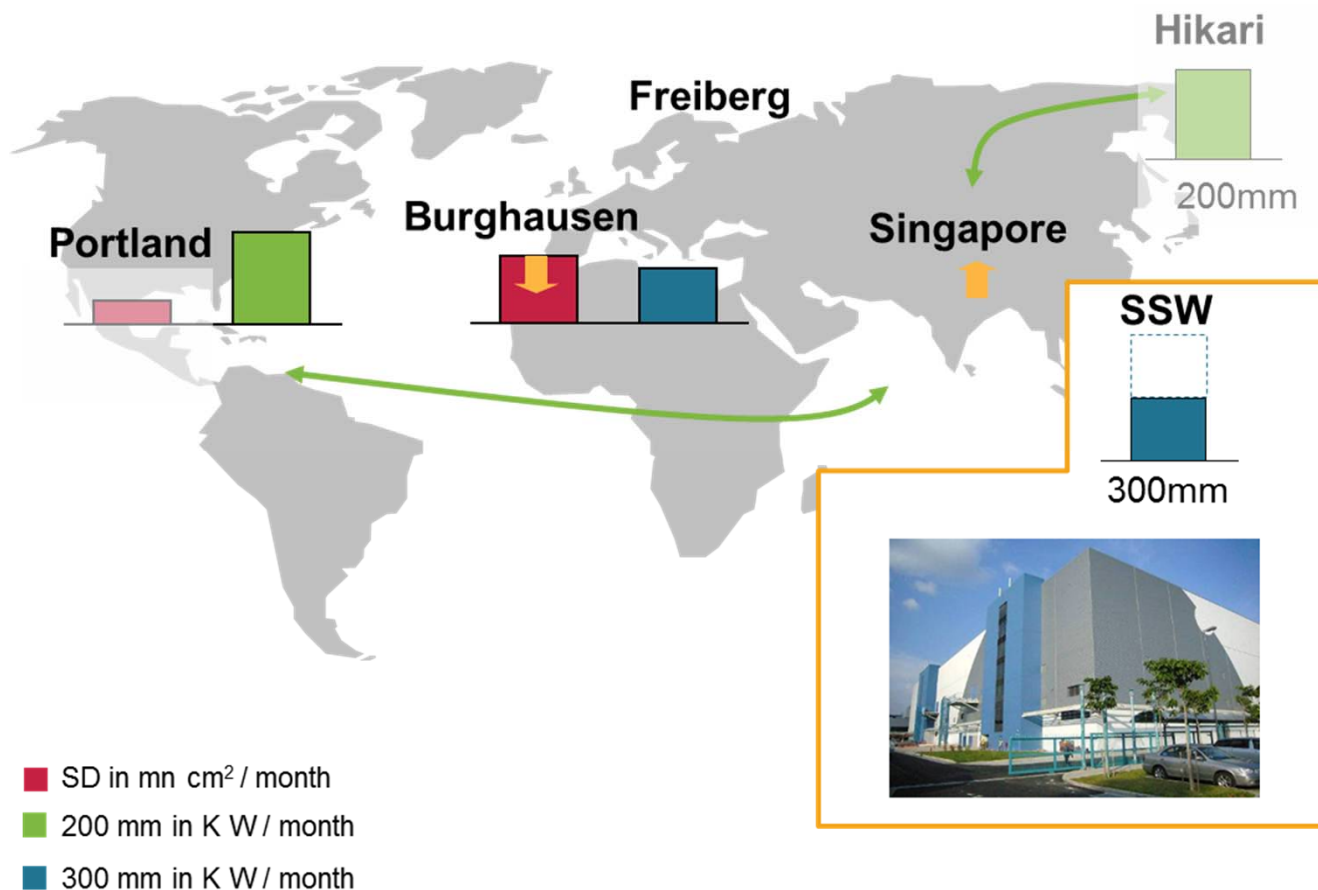 Hikari
Freiberg
200mm
Burghausen
Singapore
Portland
SSW
300mm
SD in mn cm² / month
200 mm in K W / month
300 mm in K W / month